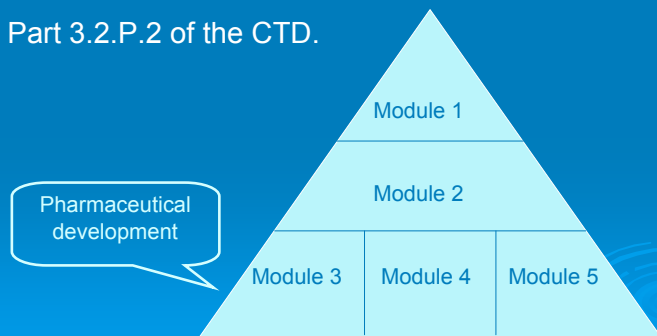 Part 3.2.P.2 of the CTD.
Module 1
Module 2
Pharmaceutical
development
Module 3
Module 4
Module 5